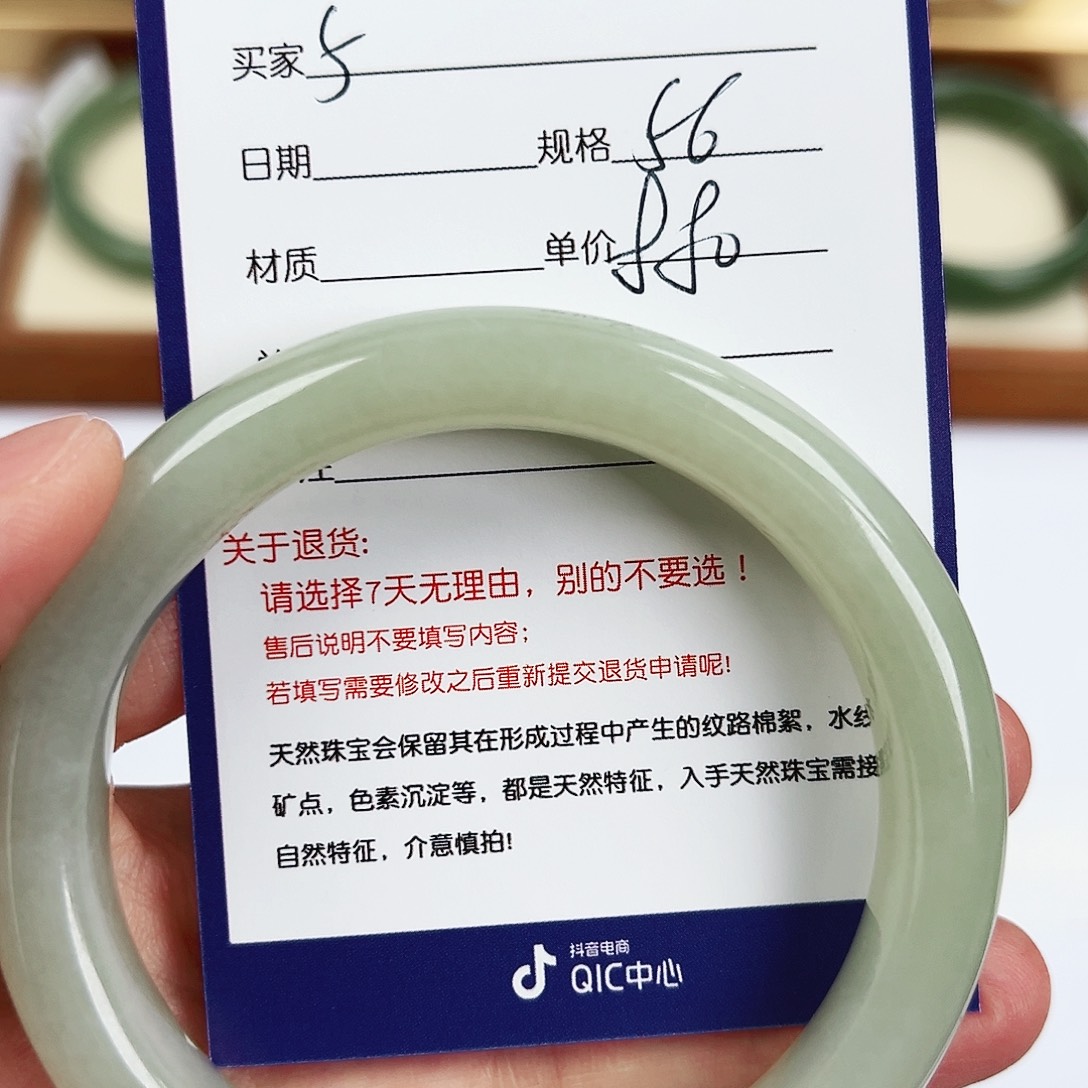 买家 5
日期 规格 56
材质 单价
注
关于退货:
请选择7天无理由，别的不要选！
售后说明不要填写内容；
若填写需要修改之后重新提交退货申请呢!
天然珠宝会保留其在形成过程中产生的纹路棉絮，水线
矿点，色素沉淀等，都是天然特征，入手天然珠宝需接
自然特征，介意慎拍!
抖音电商
QIC中心